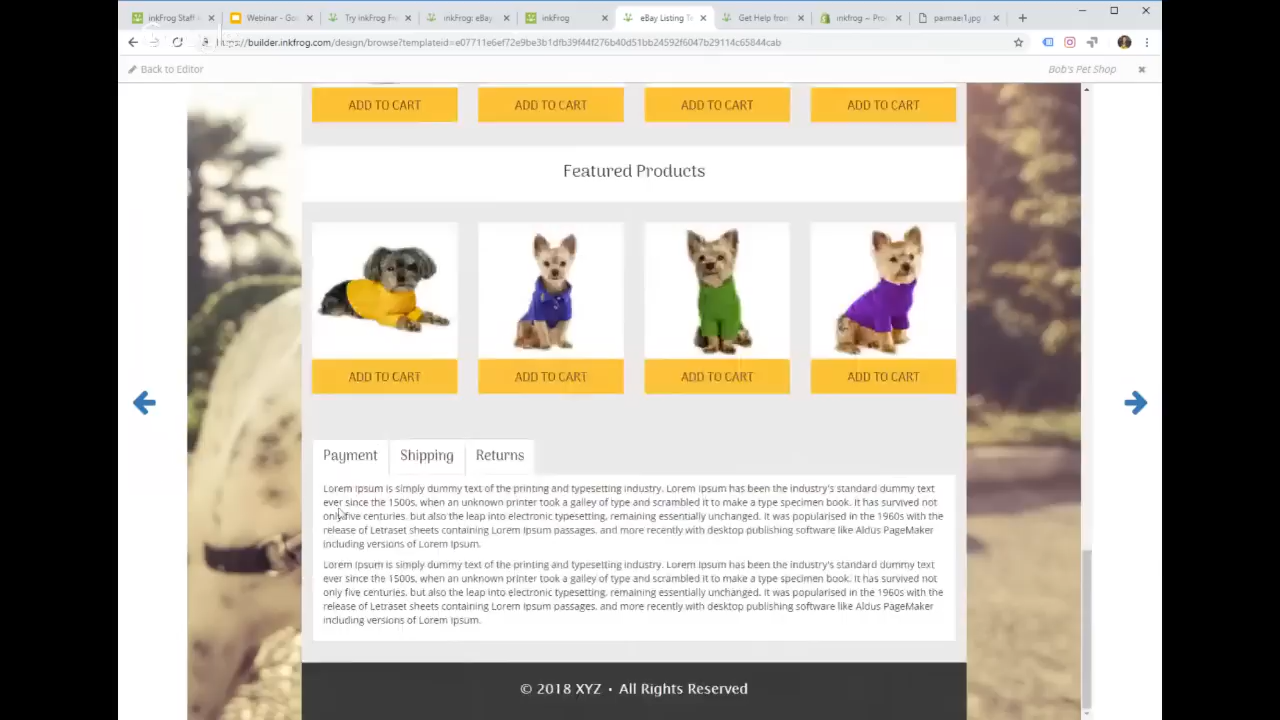 inkFrog Staff
Webinar - Go
Try inkFrog Fr
inkFrog: eBay
inkFrog
eBay Listing T
Get Help from
inkfrog – Pro
paxmaei1.jpg
https://builder.inkfrog.com/design/browse?templateid=e07711e6ef72e9be3b1dfb39f44f276b40d51bb24592f6047b29114c65844cab
Back to Editor
Bob's Pet Shop
ADD TO CART
ADD TO CART
ADD TO CART
ADD TO CART
Featured Products
ADD TO CART
ADD TO CART
ADD TO CART
ADD TO CART
Payment
Shipping
Returns
Lorem Ipsum is simply dummy text of the printing and typesetting industry. Lorem Ipsum has been the industry's standard dummy text
ever since the 1500s, when an unknown printer took a galley of type and scrambled it to make a type specimen book. It has survived not
only five centuries, but also the leap into electronic typesetting, remaining essentially unchanged. It was popularised in the 1960s with the
release of Letraset sheets containing Lorem Ipsum passages, and more recently with desktop publishing software like Aldus PageMaker
including versions of Lorem Ipsum.
Lorem Ipsum is simply dummy text of the printing and typesetting industry. Lorem Ipsum has been the industry's standard dummy text
ever since the 1500s, when an unknown printer took a galley of type and scrambled it to make a type specimen book. It has survived not
only five centuries, but also the leap into electronic typesetting, remaining essentially unchanged. It was popularised in the 1960s with the
release of Letraset sheets containing Lorem Ipsum passages, and more recently with desktop publishing software like Aldus PageMaker
including versions of Lorem Ipsum.
© 2018 XYZ • All Rights Reserved